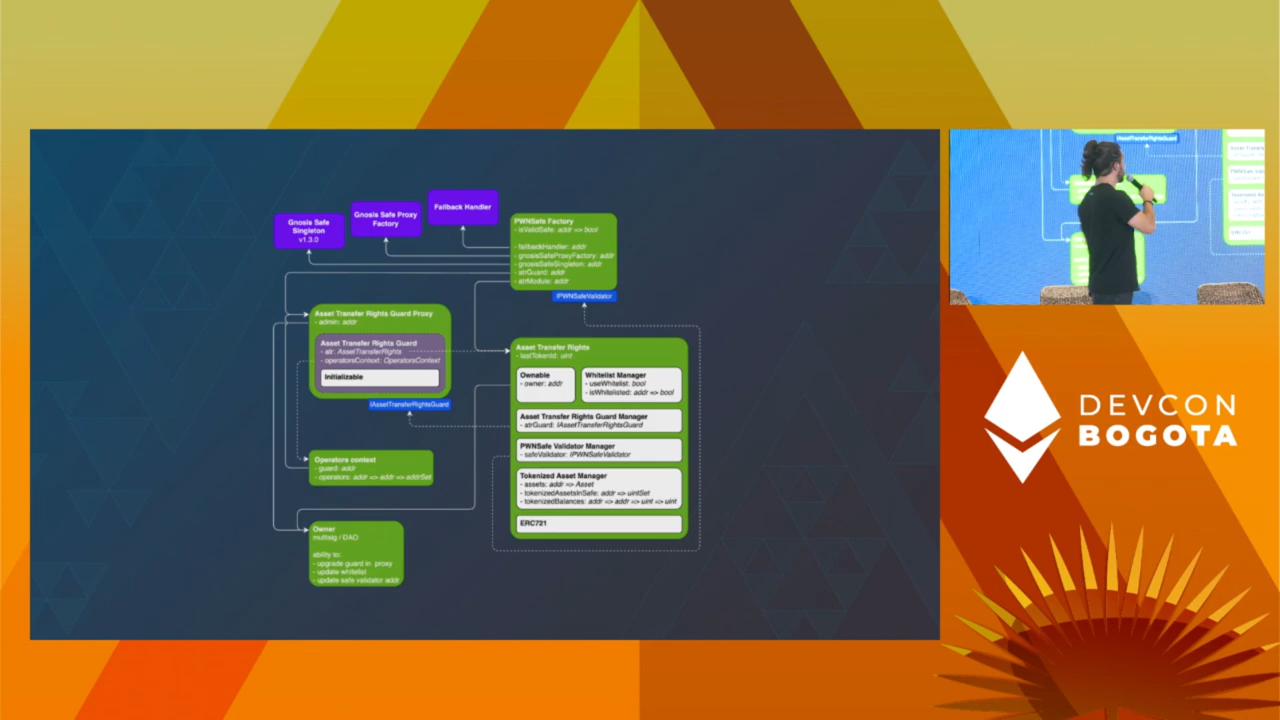 Gnosis Safe
Singleton
v1.3.0
Gnosis Safe Proxy
Factory
Fallback Handler
PWNSafe Factory
- isValidSafe: addr => bool
- fallbackHandler: addr
- gnosisSafeProxyFactory: addr
- gnosisSafeSingleton: addr
- atrGuard: addr
- atrModule: addr
IPWNSafeValidator
Asset Transfer Rights Guard Proxy
- admin: addr
Asset Transfer Rights Guard
- atr: AssetTransferRights
- operatorsContext: OperatorsContext
Initializable
IAssetTransferRightsGuard
Operators context
- guard: addr
- operators: addr => addr => addrSet
Owner
multisig / DAO
ability to:
- upgrade guard in proxy
- update whitelist
- update safe validator addr
Asset Transfer Rights
- lastTokenId: uint
Ownable
- owner: addr
Whitelist Manager
- useWhitelist: bool
- isWhitelisted: addr => bool
Asset Transfer Rights Guard Manager
- atrGuard: IAssetTransferRightsGuard
PWNSafe Validator Manager
- safeValidator: IPWNSafeValidator
Tokenized Asset Manager
- assets: addr => Asset
- tokenizedAssetsInSafe: addr => uintSet
- tokenizedBalances: addr => addr => uint => uint
ERC721
IAssetTransferRightsGuard
ERC721
DEVCON
BOGOTA